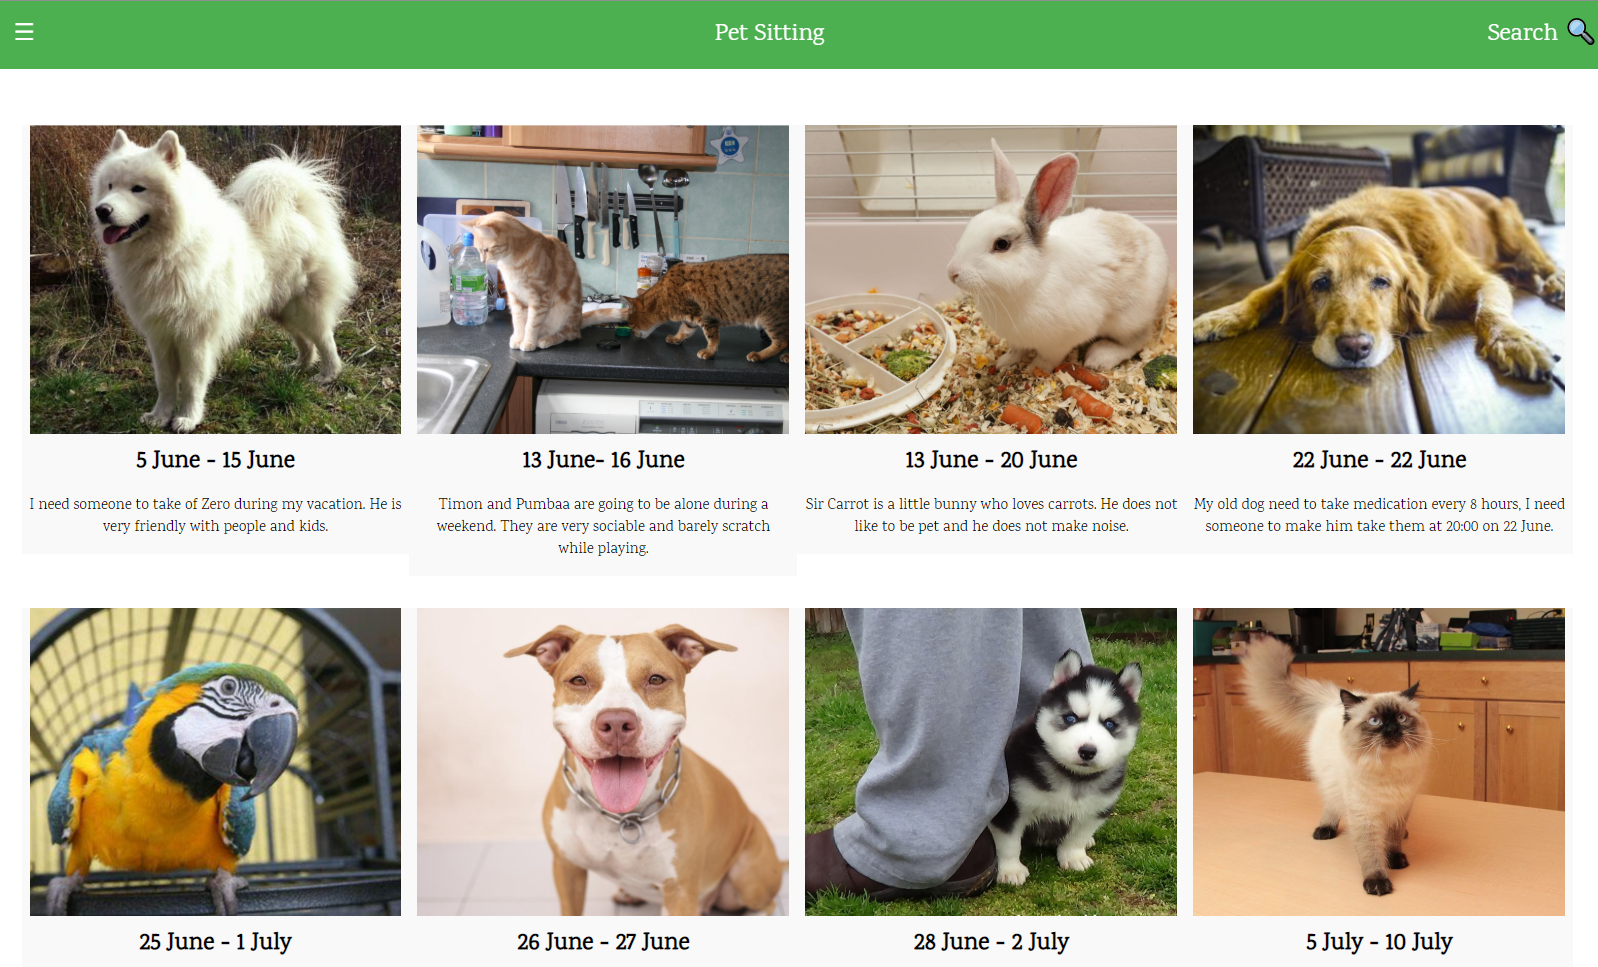 ☰ Pet Sitting Search 🔍
5 June - 15 June
I need someone to take of Zero during my vacation. He is
very friendly with people and kids.
13 June- 16 June
Timon and Pumbaa are going to be alone during a
weekend. They are very sociable and barely scratch
while playing.
13 June - 20 June
Sir Carrot is a little bunny who loves carrots. He does not
like to be pet and he does not make noise.
22 June - 22 June
My old dog need to take medication every 8 hours, I need
someone to make him take them at 20:00 on 22 June.
25 June - 1 July
26 June - 27 June
28 June - 2 July
5 July - 10 July